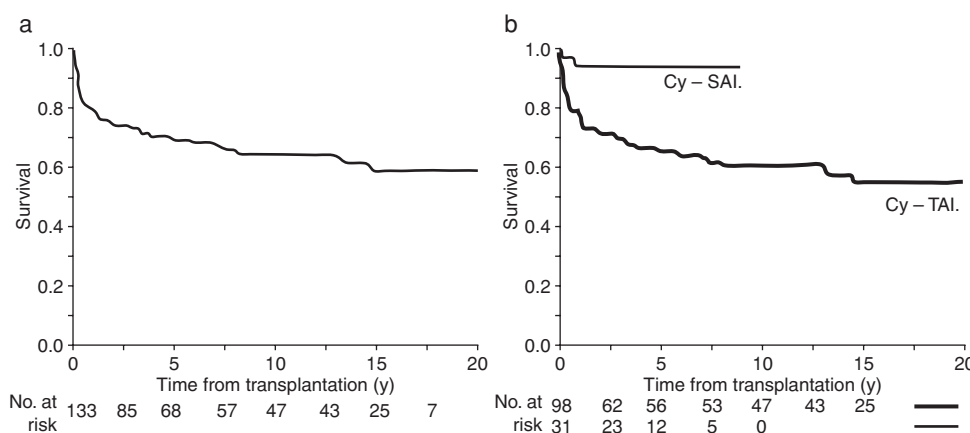 a
b
1.0
0.8
0.6
0.4
0.2
0.0
Survival
0 5 10 15 20
Time from transplantation (y)
No. at risk
133 85 68 57 47 43 25 7
1.0
0.8
0.6
0.4
0.2
0.0
Survival
Cy – SAI.
Cy – TAI.
0 5 10 15 20
Time from transplantation (y)
No. at risk
98 62 56 53 47 43 25
31 23 12 5 0